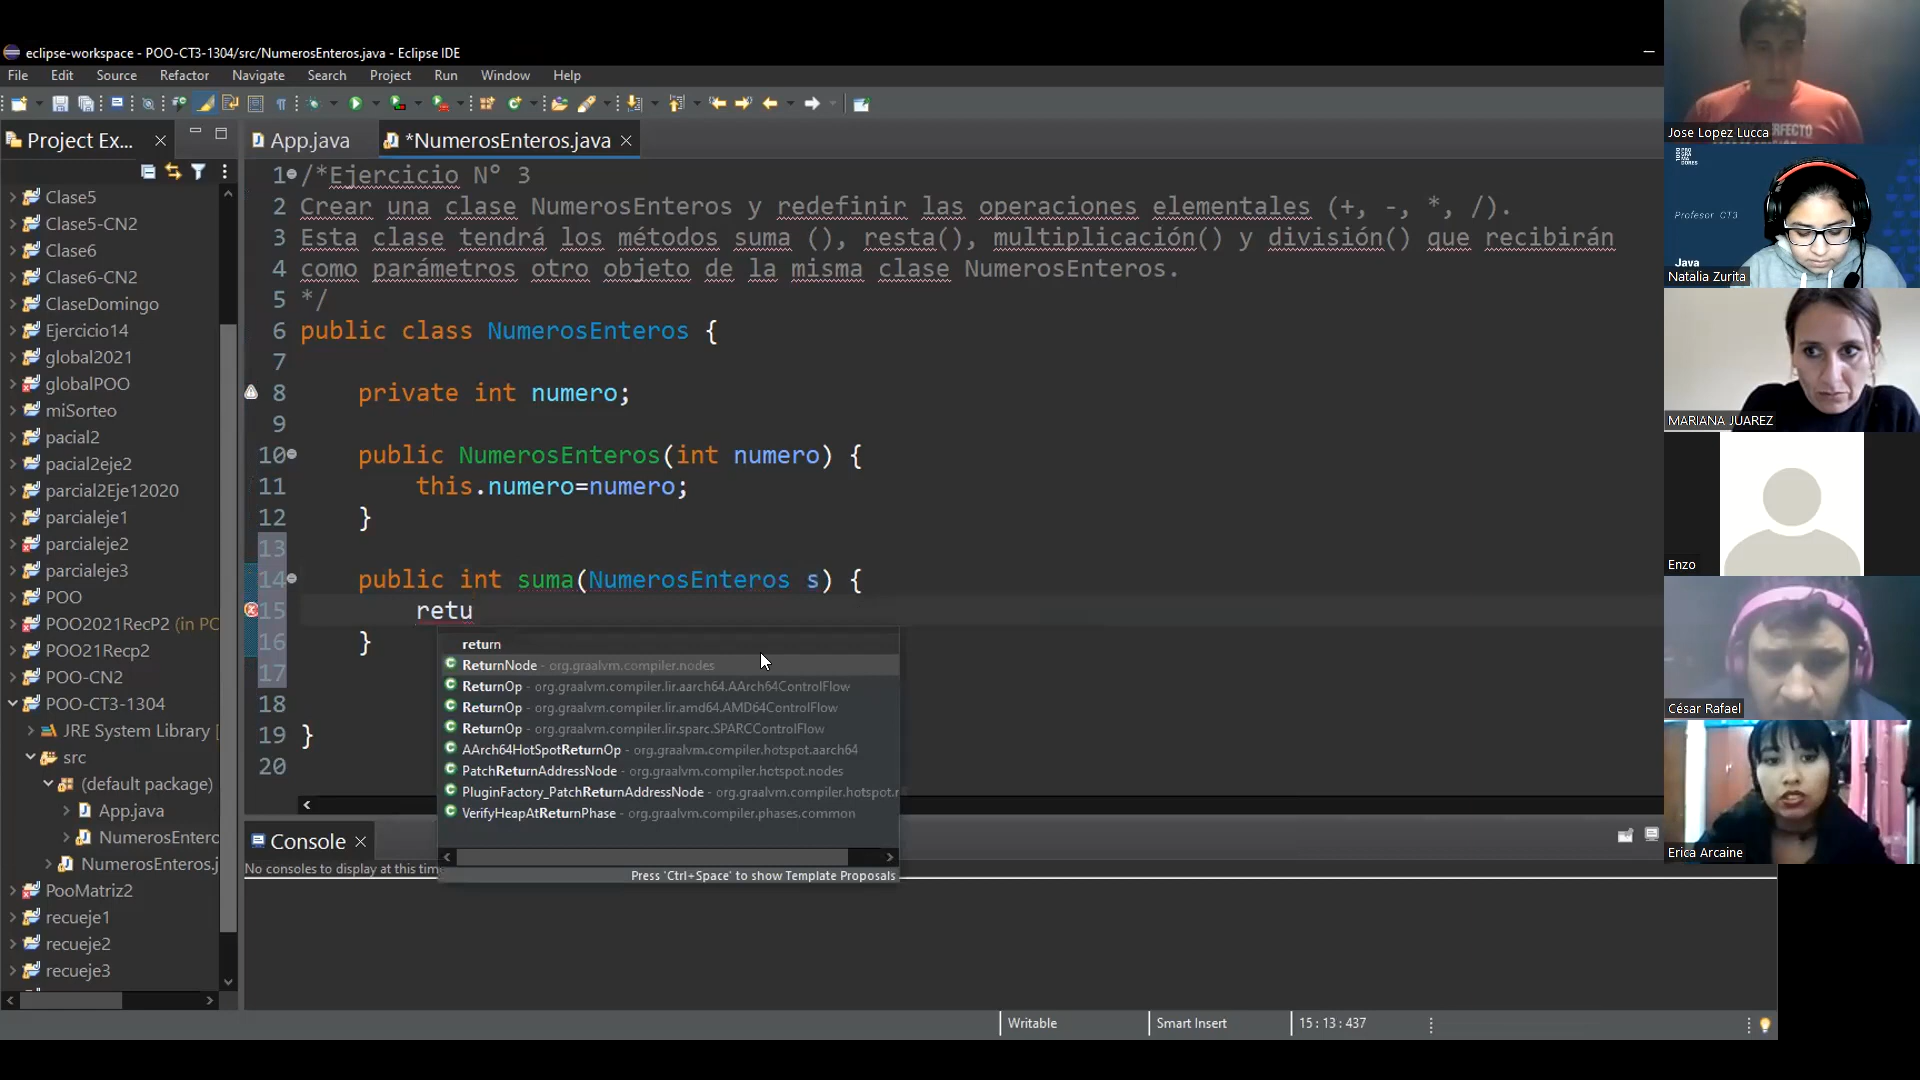 eclipse-workspace - POO-CT3-1304/src/NumerosEnteros.java - Eclipse IDE
File Edit Source Refactor Navigate Search Project Run Window Help
Project Ex...
App.java
*NumerosEnteros.java
Clase5
Clase5-CN2
Clase6
Clase6-CN2
ClaseDomingo
Ejercicio14
global2021
globalPOO
miSorteo
pacial2
pacial2eje2
parcial2Eje12020
parcialeje1
parcialeje2
parcialeje3
POO
POO2021RecP2 (in PC
POO21Recp2
POO-CN2
POO-CT3-1304
JRE System Library [
src
(default package)
App.java
NumerosEntero
NumerosEnteros.j
PooMatriz2
recueje1
recueje2
recueje3
1 /*Ejercicio N° 3
2 Crear una clase NumerosEnteros y redefinir las operaciones elementales (+, -, *, /).
3 Esta clase tendrá los métodos suma (), resta(), multiplicación() y división() que recibirán
4 como parámetros otro objeto de la misma clase NumerosEnteros.
5 */
6 public class NumerosEnteros {
7
8 private int numero;
9
10 public NumerosEnteros(int numero) {
11 this.numero=numero;
12 }
13
14 public int suma(NumerosEnteros s) {
15 retu
16 }
17
18
19 }
20
return
ReturnNode - org.graalvm.compiler.nodes
ReturnOp - org.graalvm.compiler.lir.aarch64.AArch64ControlFlow
ReturnOp - org.graalvm.compiler.lir.amd64.AMD64ControlFlow
ReturnOp - org.graalvm.compiler.lir.sparc.SPARCControlFlow
AArch64HotSpotReturnOp - org.graalvm.compiler.hotspot.aarch64
PatchReturnAddressNode - org.graalvm.compiler.hotspot.nodes
PluginFactory_PatchReturnAddressNode - org.graalvm.compiler.hotspot.r
VerifyHeapAtReturnPhase - org.graalvm.compiler.phases.common
Press 'Ctrl+Space' to show Template Proposals
Console
No consoles to display at this time
Writable
Smart Insert
15 : 13 : 437
Jose Lopez Lucca
Profesor CT3
Java
Natalia Zurita
MARIANA JUAREZ
Enzo
César Rafael
Erica Arcaine